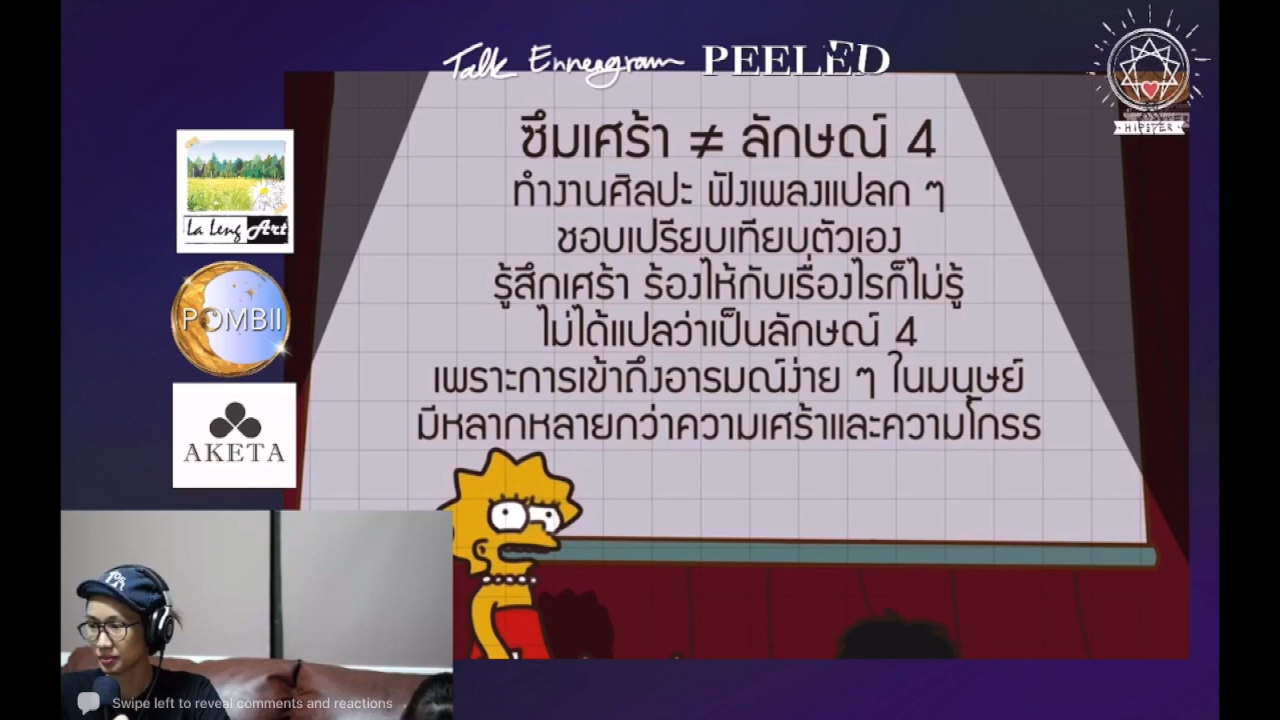 Talk Enneagram PEELED
HIPSTER
ซึมเศร้า ≠ ลักษณ์ 4
ทำงานศิลปะ ฟังเพลงแปลก ๆ
ชอบเปรียบเทียบตัวเอง
รู้สึกเศร้า ร้องไห้กับเรื่องไรก็ไม่รู้
ไม่ได้แปลว่าเป็นลักษณ์ 4
เพราะการเข้าถึงอารมณ์ง่าย ๆ ในมนุษย์
มีหลากหลายกว่าความเศร้าและความโกรธ
La Leng Art
POMBII
AKETA
Swipe left to reveal comments and reactions